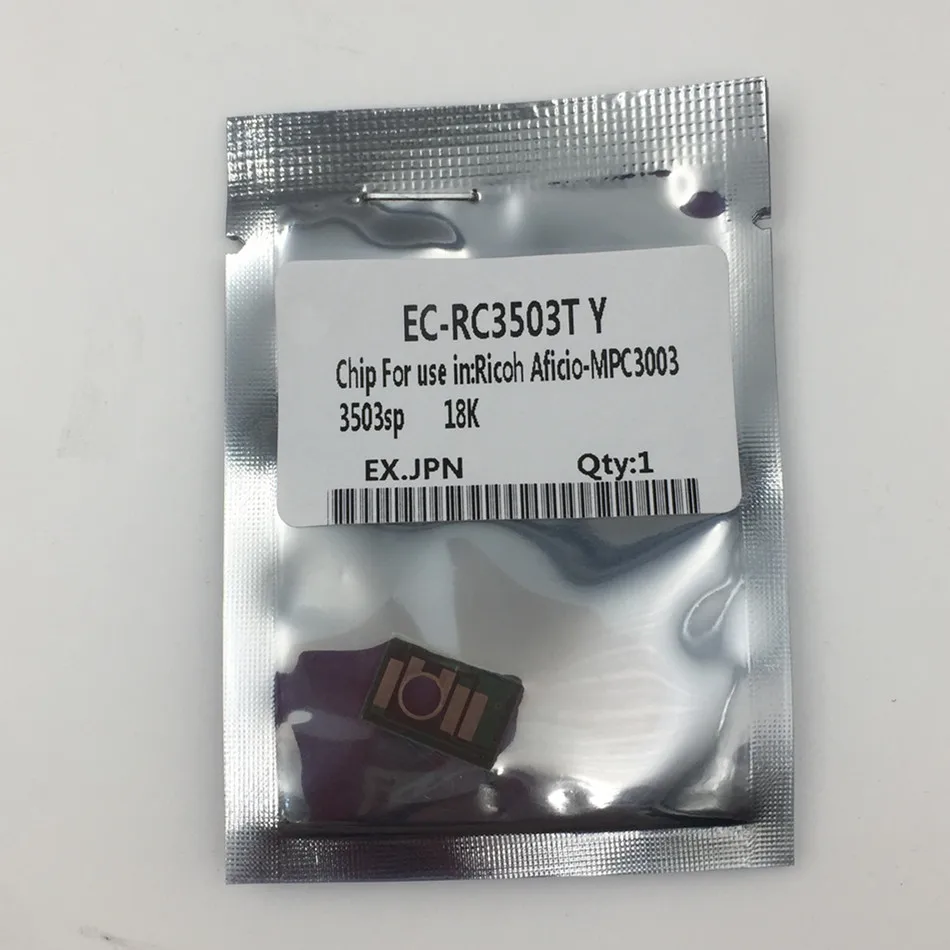 EC-RC3503T Y
Chip For use in:Ricoh Aficio-MPC3003
3503sp 18K
EX.JPN Qty:1